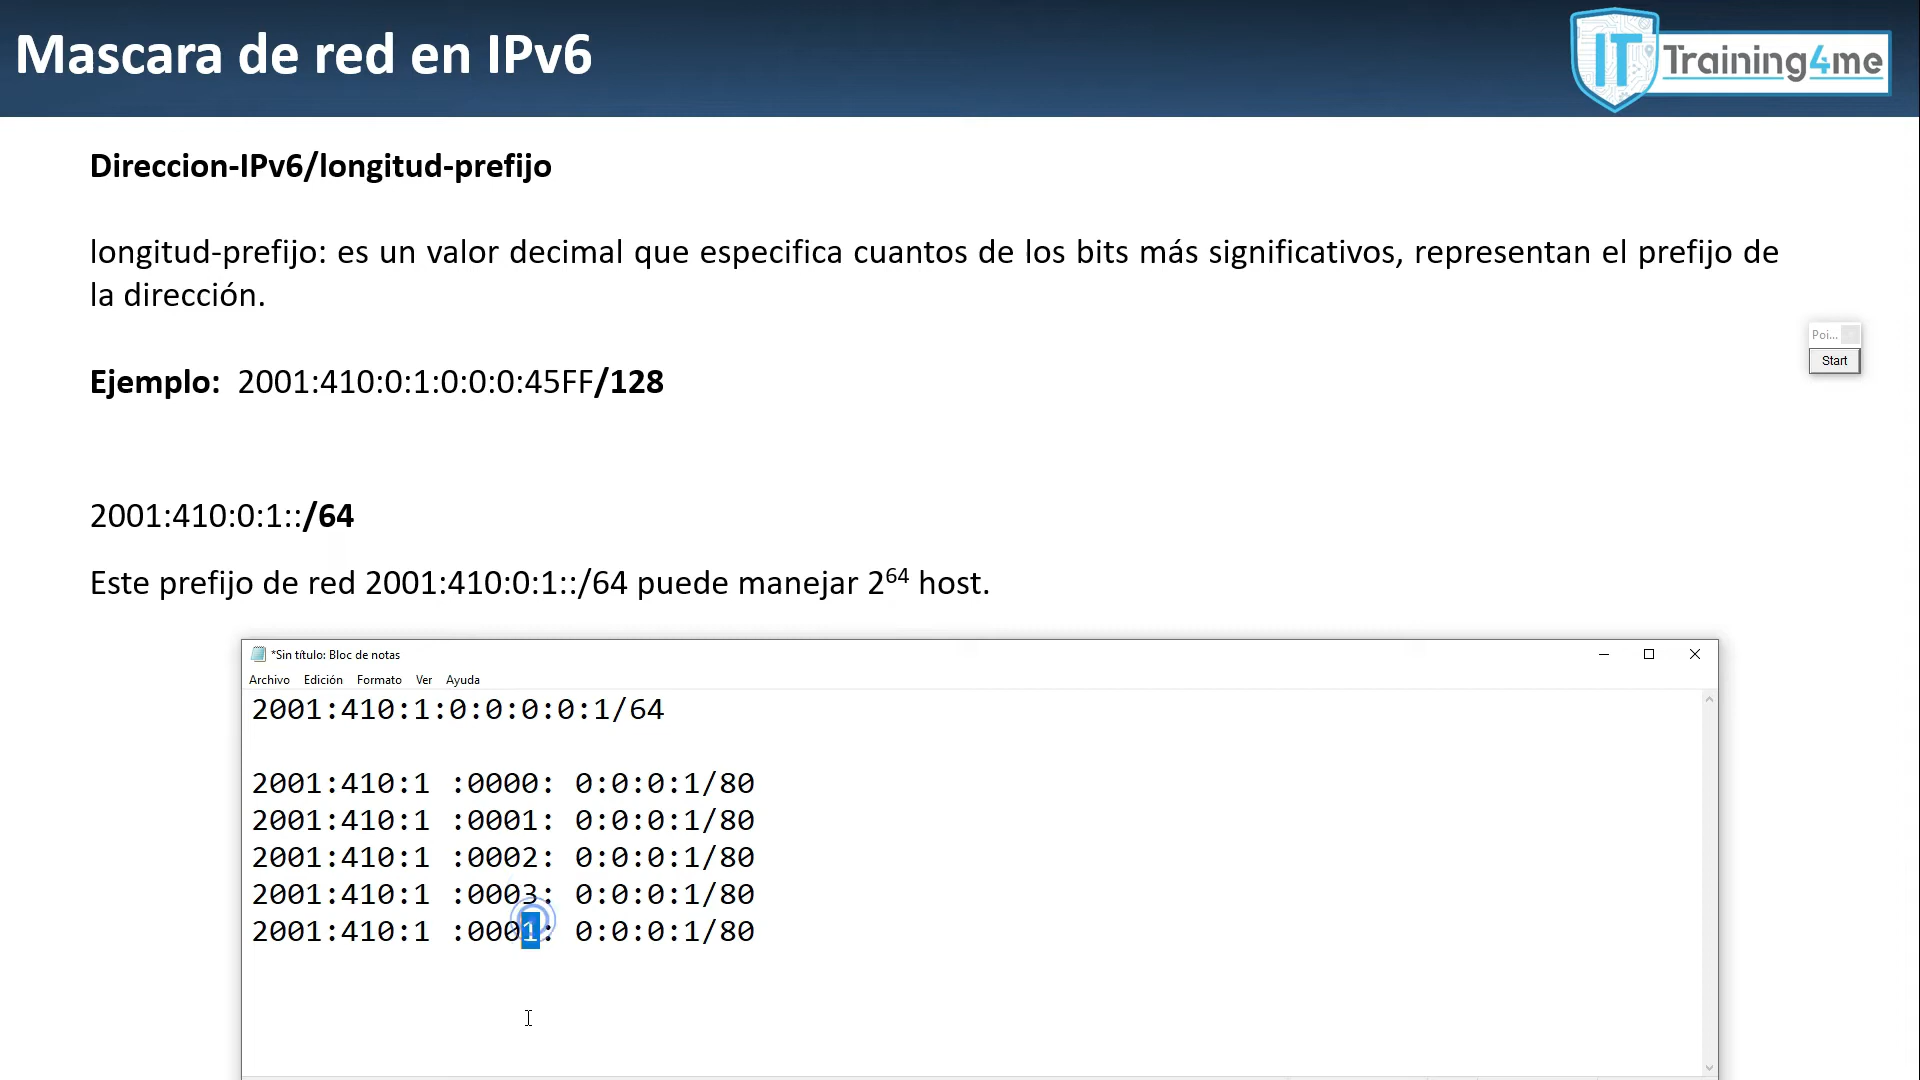 Mascara de red en IPv6
IT Training4me
Direccion-IPv6/longitud-prefijo
longitud-prefijo: es un valor decimal que especifica cuantos de los bits más significativos, representan el prefijo de
la dirección.
Poi...
Start
Ejemplo: 2001:410:0:1:0:0:0:45FF/128
2001:410:0:1::/64
Este prefijo de red 2001:410:0:1::/64 puede manejar 2^64 host.
*Sin título: Bloc de notas
Archivo Edición Formato Ver Ayuda
2001:410:1:0:0:0:0:1/64
2001:410:1 :0000: 0:0:0:1/80
2001:410:1 :0001: 0:0:0:1/80
2001:410:1 :0002: 0:0:0:1/80
2001:410:1 :0003: 0:0:0:1/80
2001:410:1 :0001: 0:0:0:1/80